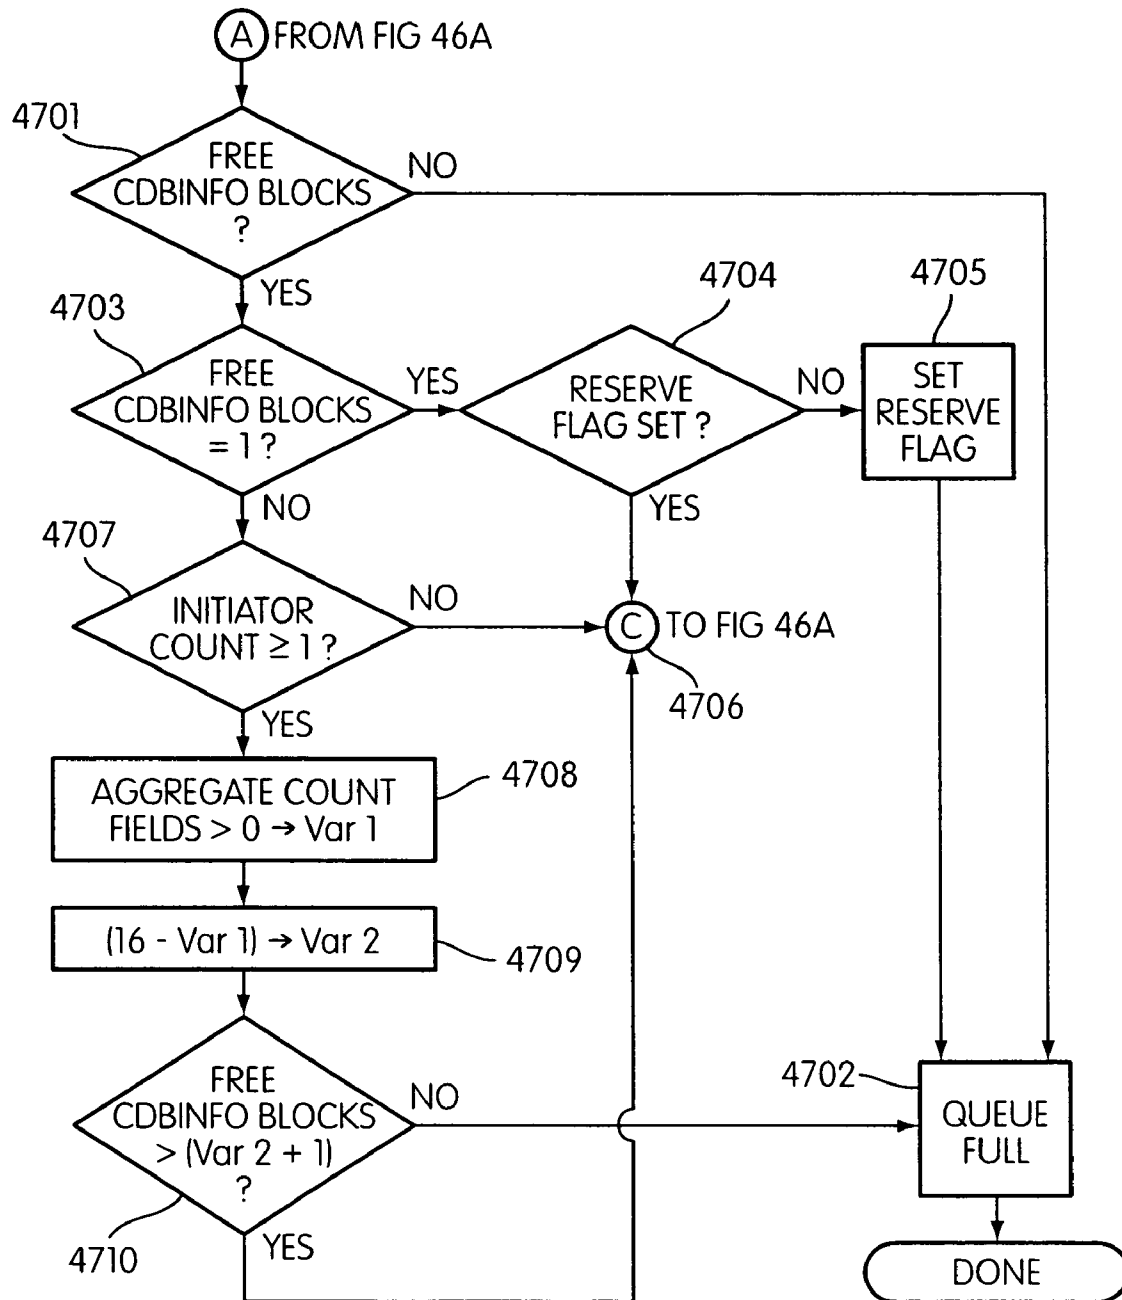 A FROM FIG 46A
4701
FREE
CDBINFO BLOCKS
?
NO
YES
4703
FREE
CDBINFO BLOCKS
= 1 ?
YES
NO
4704
RESERVE
FLAG SET ?
NO
YES
4705
SET
RESERVE
FLAG
4707
INITIATOR
COUNT ≥ 1 ?
NO
YES
C TO FIG 46A
4706
AGGREGATE COUNT
FIELDS > 0 → Var 1
4708
(16 - Var 1) → Var 2
4709
FREE
CDBINFO BLOCKS
> (Var 2 + 1)
?
NO
YES
4710
4702
QUEUE
FULL
DONE